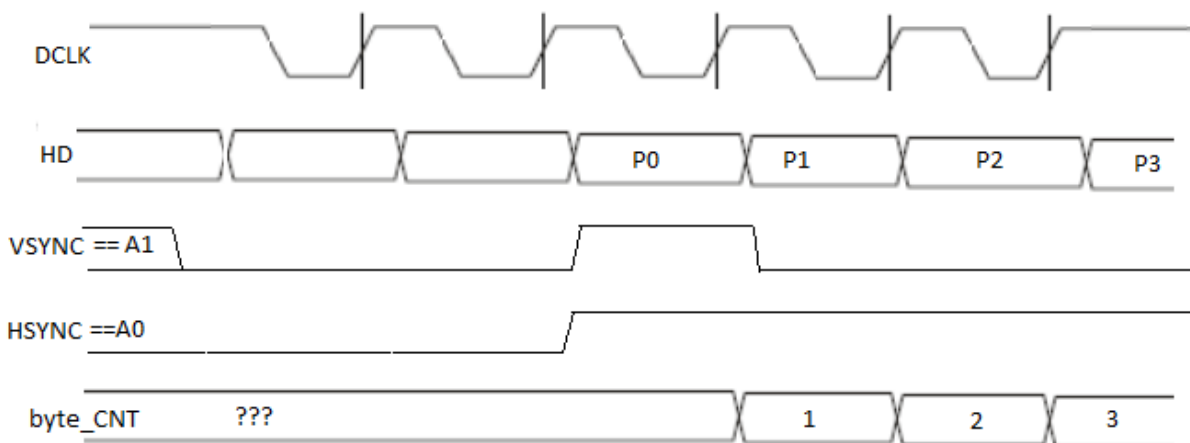 DCLK
HD P0 P1 P2 P3
VSYNC == A1
HSYNC ==A0
byte_CNT ??? 1 2 3